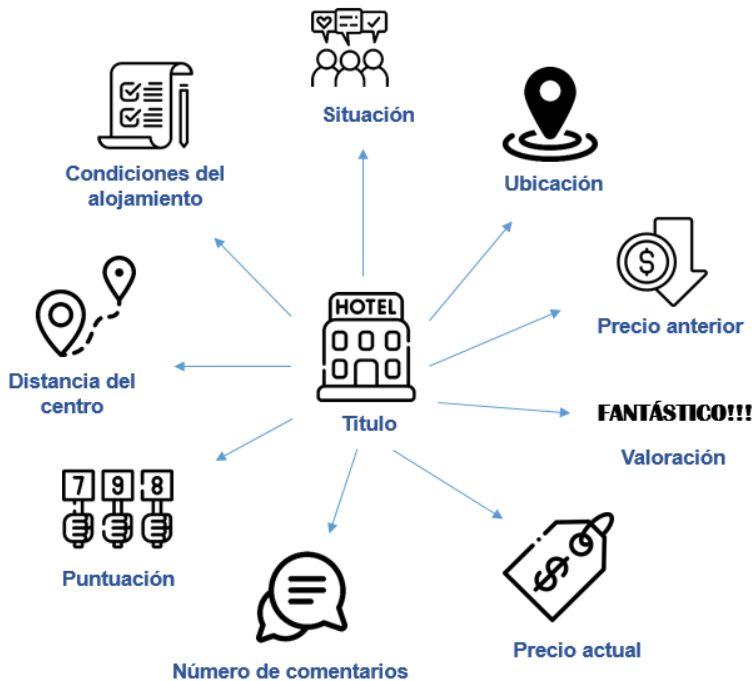 Situación
Condiciones del
alojamiento
Ubicación
$
Precio anterior
HOTEL
Titulo
Distancia del
centro
FANTÁSTICO!!!
Valoración
7 9 8
Puntuación
$
Precio actual
Número de comentarios